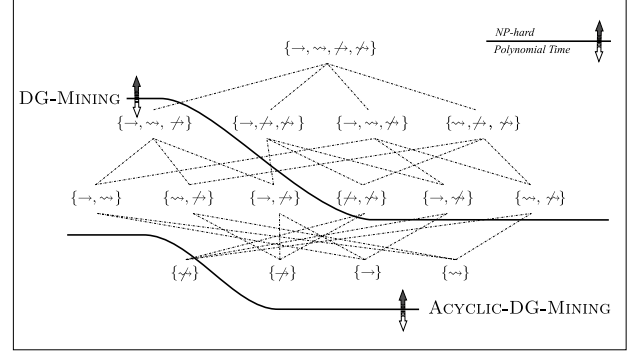 {→, ⇝, ↛, ⇝̸}
NP-hard
Polynomial Time
DG-MINING
{→, ⇝, ↛} {→, ↛, ⇝̸} {→, ⇝, ⇝̸} {⇝, ↛, ⇝̸}
{→, ⇝} {⇝, ↛} {→, ↛} {↛, ⇝̸} {→, ⇝̸} {⇝, ⇝̸}
{⇝̸} {↛} {→} {⇝}
ACYCLIC-DG-MINING